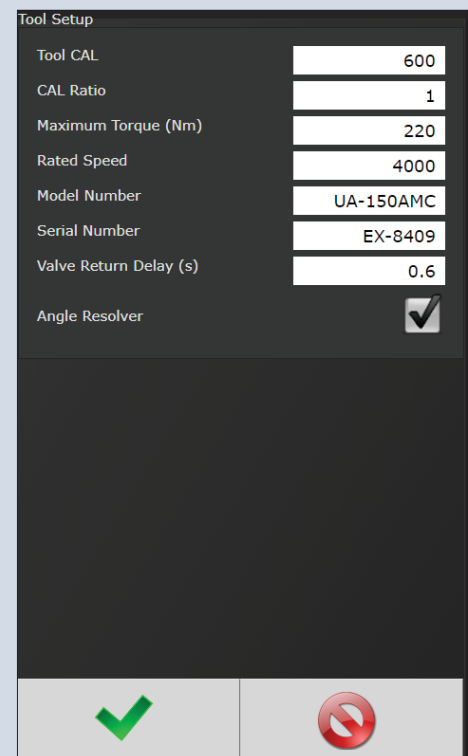 Tool Setup
Tool CAL 600
CAL Ratio 1
Maximum Torque (Nm) 220
Rated Speed 4000
Model Number UA-150AMC
Serial Number EX-8409
Valve Return Delay (s) 0.6
Angle Resolver